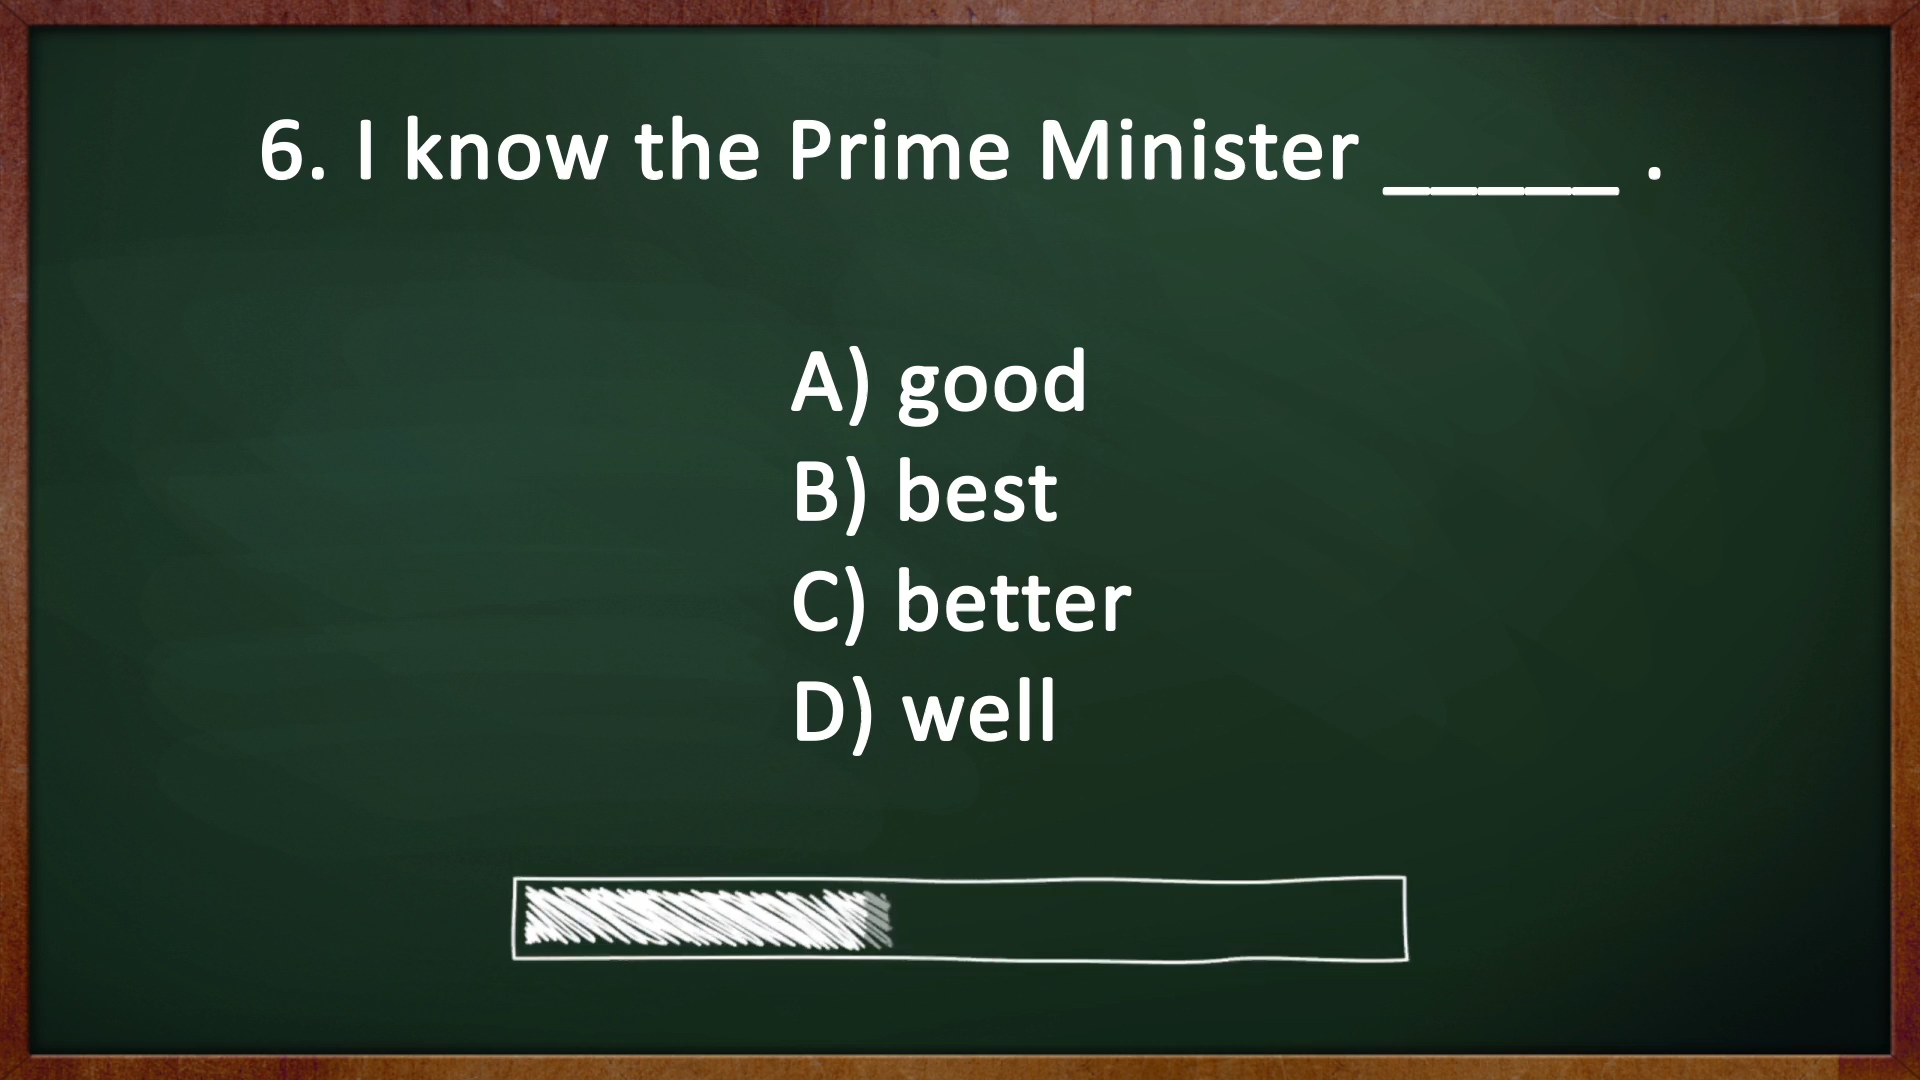 6. I know the Prime Minister _____ .
A) good
B) best
C) better
D) well